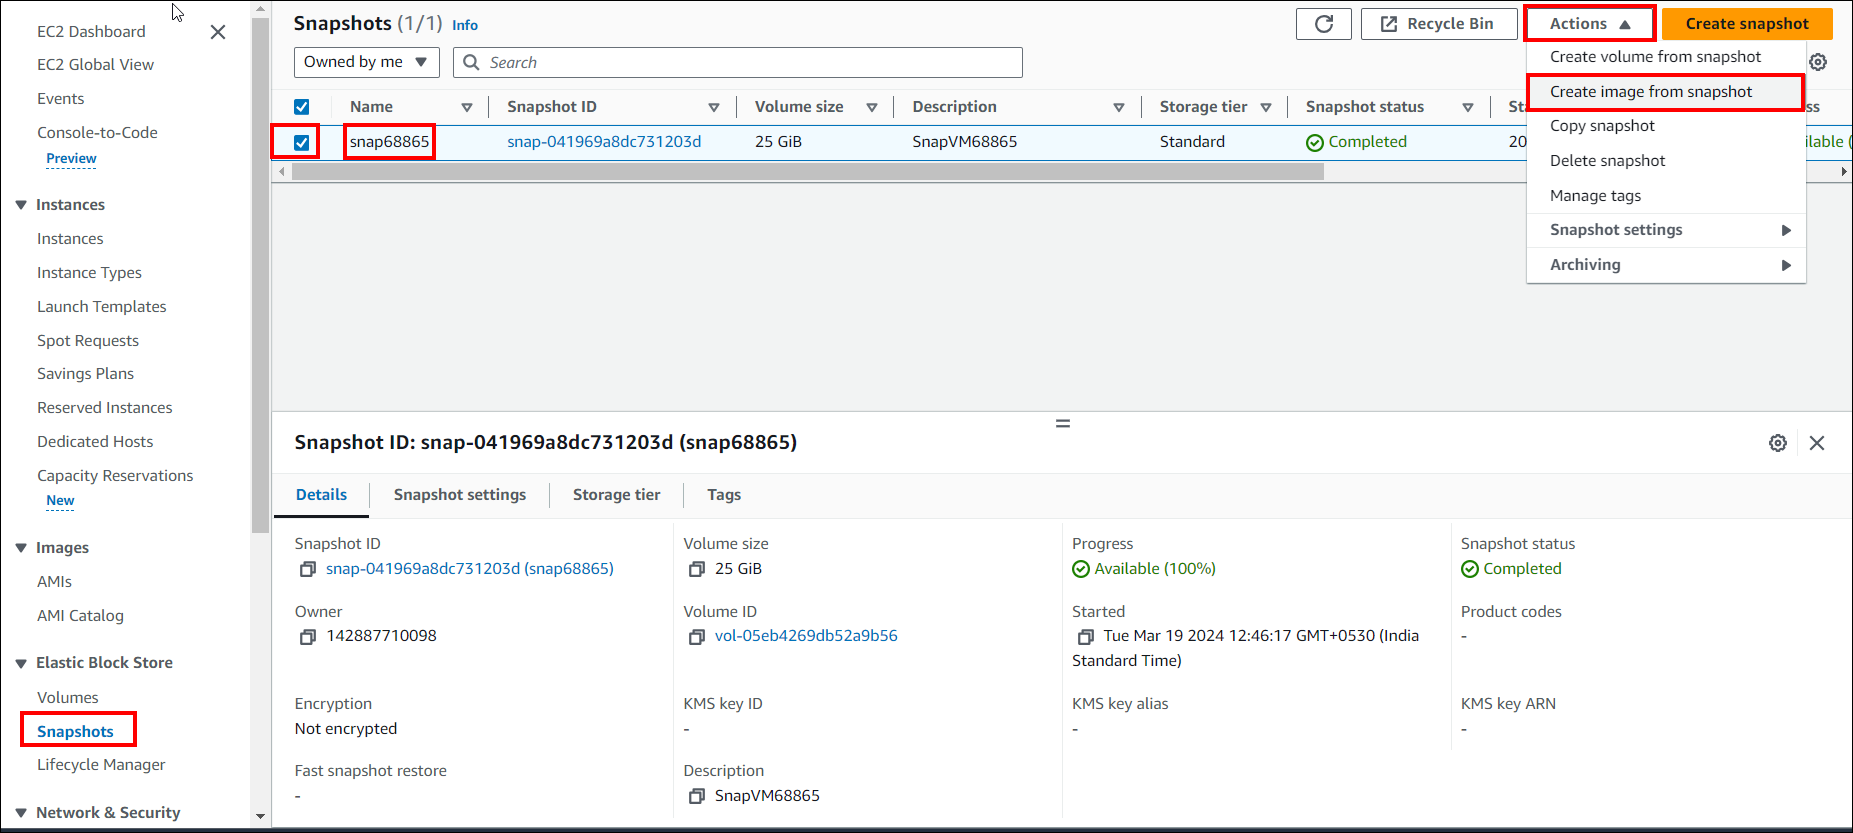 EC2 Dashboard
EC2 Global View
Events
Console-to-Code
Preview
Instances
Instances
Instance Types
Launch Templates
Spot Requests
Savings Plans
Reserved Instances
Dedicated Hosts
Capacity Reservations
New
Images
AMIs
AMI Catalog
Elastic Block Store
Volumes
Snapshots
Lifecycle Manager
Network & Security
Snapshots (1/1) Info
Recycle Bin
Actions
Create snapshot
Owned by me
Search
Create volume from snapshot
Create image from snapshot
Copy snapshot
Delete snapshot
Manage tags
Snapshot settings
Archiving
Name Snapshot ID Volume size Description Storage tier Snapshot status
snap68865 snap-041969a8dc731203d 25 GiB SnapVM68865 Standard Completed 20
Snapshot ID: snap-041969a8dc731203d (snap68865)
Details Snapshot settings Storage tier Tags
Snapshot ID Volume size Progress Snapshot status
snap-041969a8dc731203d (snap68865) 25 GiB Available (100%) Completed
Owner Volume ID Started Product codes
142887710098 vol-05eb4269db52a9b56 Tue Mar 19 2024 12:46:17 GMT+0530 (India -
Standard Time)
Encryption KMS key ID KMS key alias KMS key ARN
Not encrypted - - -
Fast snapshot restore Description
- SnapVM68865